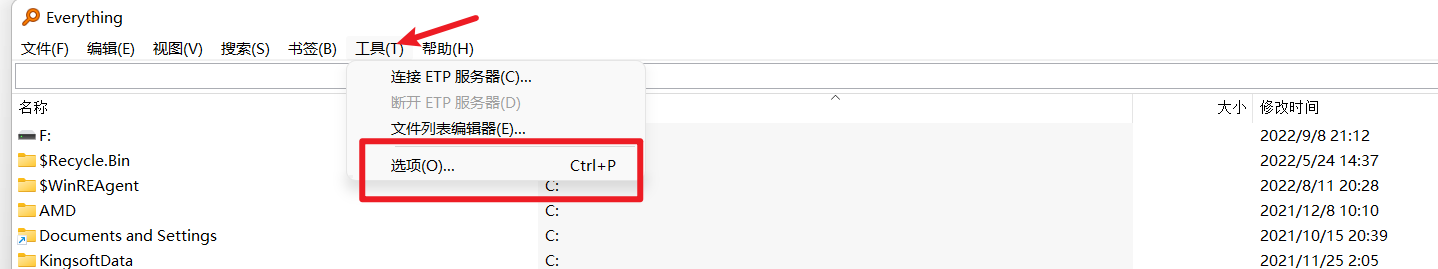 Everything
文件(F) 编辑(E) 视图(V) 搜索(S) 书签(B) 工具(T) 帮助(H)
连接 ETP 服务器(C)...
断开 ETP 服务器(D)
文件列表编辑器(E)...
选项(O)... Ctrl+P
名称 大小 修改时间
F: 2022/9/8 21:12
$Recycle.Bin 2022/5/24 14:37
$WinREAgent C: 2022/8/11 20:28
AMD C: 2021/12/8 10:10
Documents and Settings C: 2021/10/15 20:39
KingsoftData C: 2021/11/25 2:05